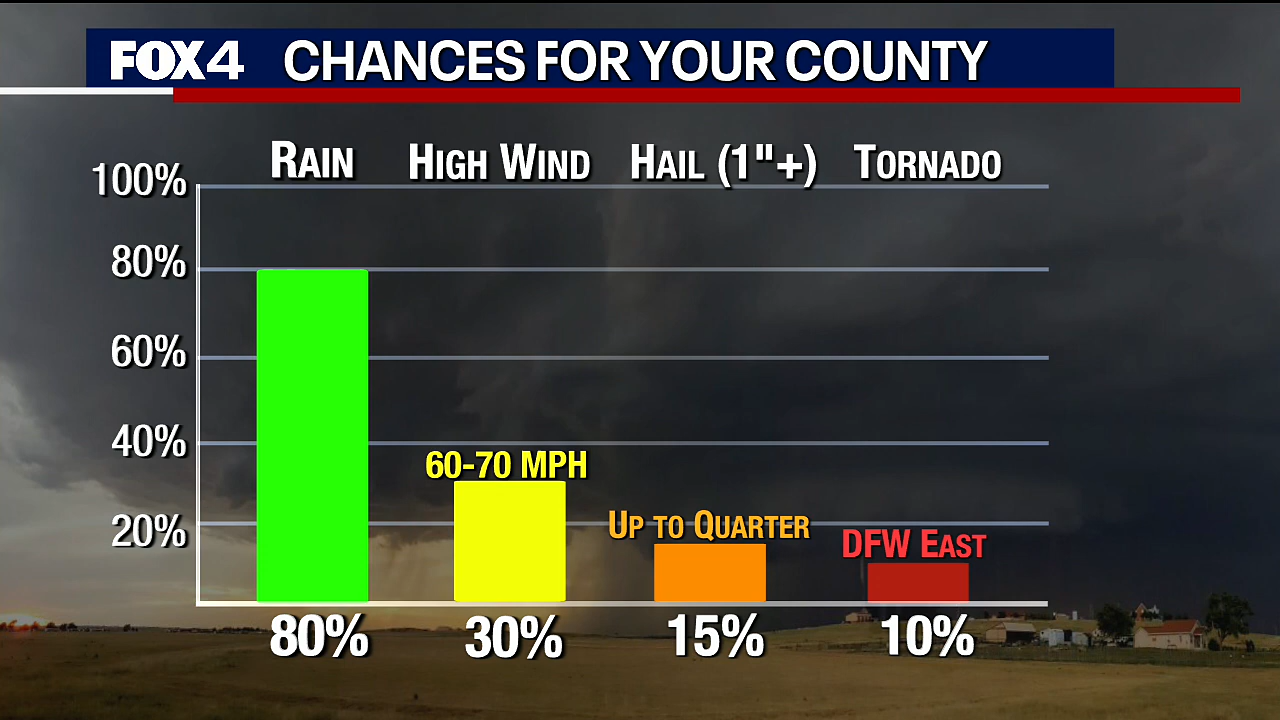 FOX4 CHANCES FOR YOUR COUNTY
RAIN HIGH WIND HAIL (1"+) TORNADO
100%
80%
60%
40%
60-70 MPH
20%
UP TO QUARTER
DFW EAST
80% 30% 15% 10%